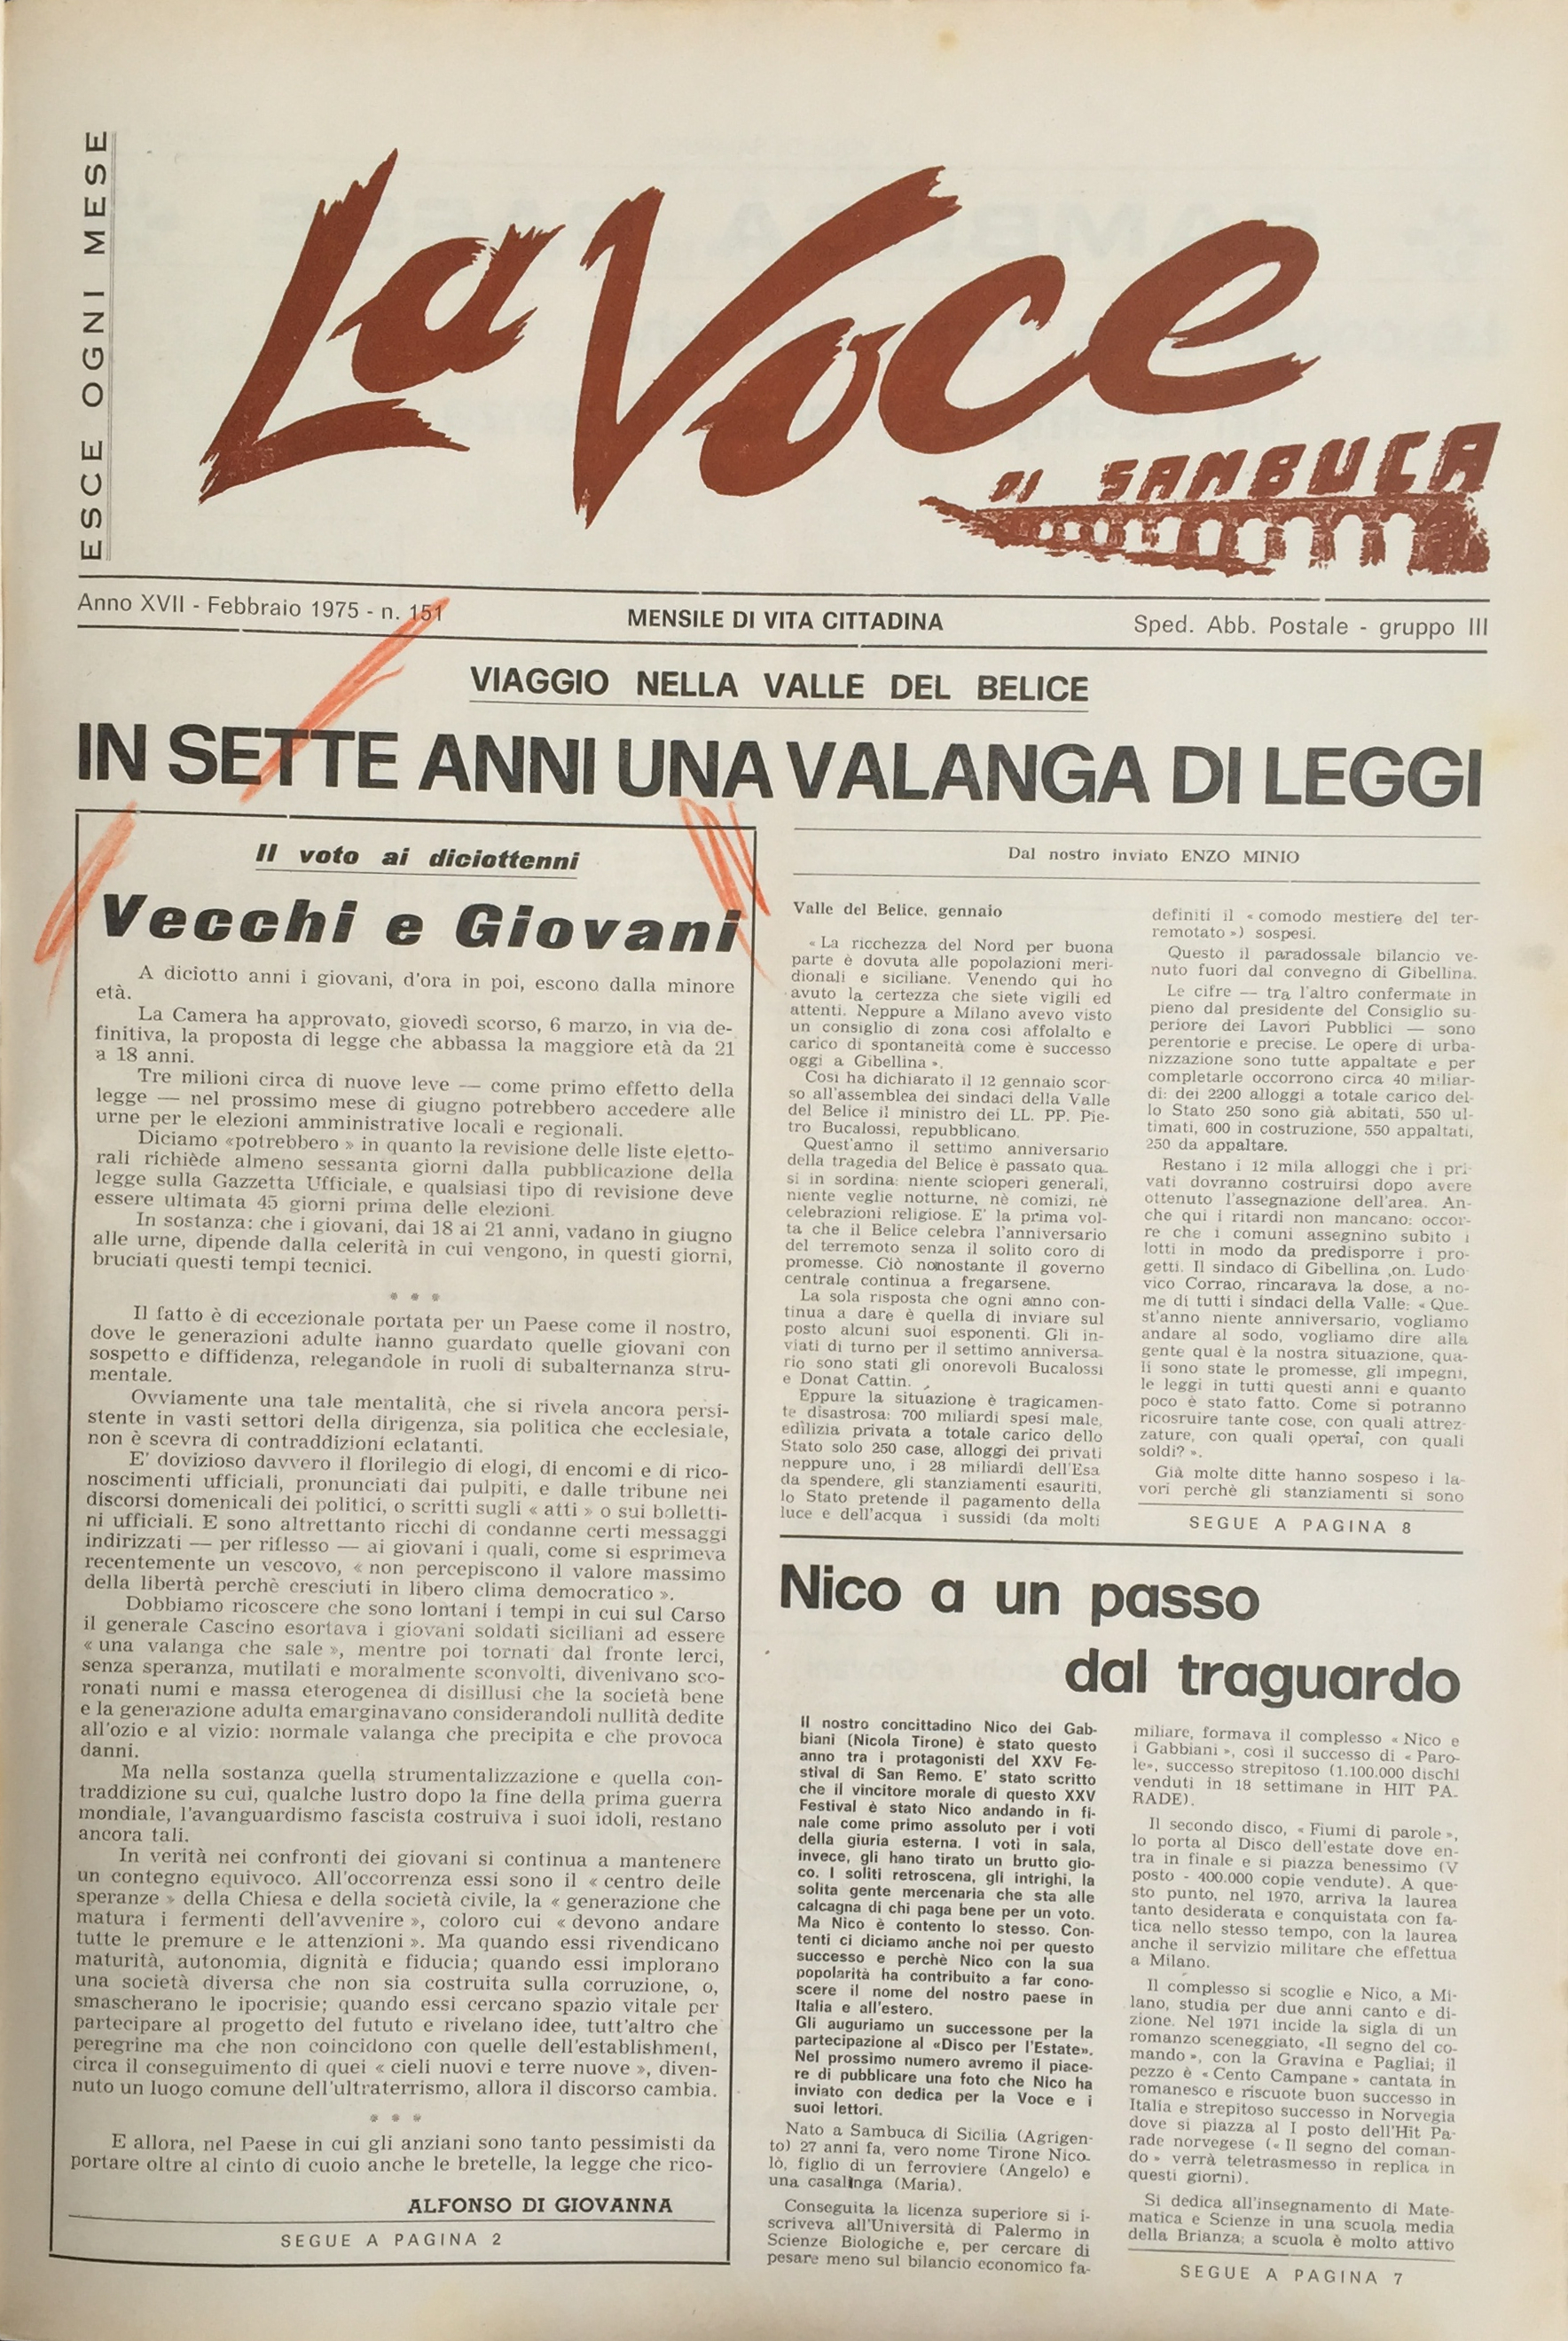 ESCE OGNI MESE
La Voce
DI SAMBUCA
Anno XVII - Febbraio 1975 - n. 151
MENSILE DI VITA CITTADINA
Sped. Abb. Postale - gruppo III
VIAGGIO NELLA VALLE DEL BELICE
IN SETTE ANNI UNA VALANGA DI LEGGI
Il voto ai diciottenni
Vecchi e Giovani
A diciotto anni i giovani, d'ora in poi, escono dalla minore
età.
La Camera ha approvato, giovedì scorso, 6 marzo, in via de-
finitiva, la proposta di legge che abbassa la maggiore età da 21
a 18 anni.
Tre milioni circa di nuove leve — come primo effetto della
legge — nel prossimo mese di giugno potrebbero accedere alle
urne per le elezioni amministrative locali e regionali.
Diciamo «potrebbero » in quanto la revisione delle liste eletto-
rali richiède almeno sessanta giorni dalla pubblicazione della
legge sulla Gazzetta Ufficiale, e qualsiasi tipo di revisione deve
essere ultimata 45 giorni prima delle elezioni.
In sostanza: che i giovani, dai 18 ai 21 anni, vadano in giugno
alle urne, dipende dalla celerità in cui vengono, in questi giorni,
bruciati questi tempi tecnici.
* * *
Il fatto è di eccezionale portata per un Paese come il nostro,
dove le generazioni adulte hanno guardato quelle giovani con
sospetto e diffidenza, relegandole in ruoli di subalternanza stru-
mentale.
Ovviamente una tale mentalità, che si rivela ancora persi-
stente in vasti settori della dirigenza, sia politica che ecclesiale,
non è scevra di contraddizioni eclatanti.
E' dovizioso davvero il florilegio di elogi, di encomi e di rico-
noscimenti ufficiali, pronunciati dai pulpiti, e dalle tribune nei
discorsi domenicali dei politici, o scritti sugli « atti » o sui bolletti-
ni ufficiali. E sono altrettanto ricchi di condanne certi messaggi
indirizzati — per riflesso — ai giovani i quali, come si esprimeva
recentemente un vescovo, « non percepiscono il valore massimo
della libertà perchè cresciuti in libero clima democratico ».
Dobbiamo ricoscere che sono lontani i tempi in cui sul Carso
il generale Cascino esortava i giovani soldati siciliani ad essere
« una valanga che sale », mentre poi tornati dal fronte lerci,
senza speranza, mutilati e moralmente sconvolti, divenivano sco-
ronati numi e massa eterogenea di disillusi che la società bene
e la generazione adulta emarginavano considerandoli nullità dedite
all'ozio e al vizio: normale valanga che precipita e che provoca
danni.
Ma nella sostanza quella strumentalizzazione e quella con-
traddizione su cui, qualche lustro dopo la fine della prima guerra
mondiale, l'avanguardismo fascista costruiva i suoi idoli, restano
ancora tali.
In verità nei confronti dei giovani si continua a mantenere
un contegno equivoco. All'occorrenza essi sono il « centro delle
speranze » della Chiesa e della società civile, la « generazione che
matura i fermenti dell'avvenire », coloro cui « devono andare
tutte le premure e le attenzioni ». Ma quando essi rivendicano
maturità, autonomia, dignità e fiducia; quando essi implorano
una società diversa che non sia costruita sulla corruzione, o,
smascherano le ipocrisie; quando essi cercano spazio vitale per
partecipare al progetto del fututo e rivelano idee, tutt'altro che
peregrine ma che non coincidono con quelle dell'establishment,
circa il conseguimento di quei « cieli nuovi e terre nuove », diven-
nuto un luogo comune dell'ultraterrismo, allora il discorso cambia.
* * *
E allora, nel Paese in cui gli anziani sono tanto pessimisti da
portare oltre al cinto di cuoio anche le bretelle, la legge che rico-
ALFONSO DI GIOVANNA
SEGUE A PAGINA 2
Dal nostro inviato ENZO MINIO
Valle del Belice, gennaio
« La ricchezza del Nord per buona
parte è dovuta alle popolazioni meri-
dionali e siciliane. Venendo qui ho
avuto la certezza che siete vigili ed
attenti. Neppure a Milano avevo visto
un consiglio di zona così affolalto e
carico di spontaneità come è successo
oggi a Gibellina ».
Così ha dichiarato il 12 gennaio scor-
so all'assemblea dei sindaci della Valle
del Belice il ministro dei LL. PP. Pie-
tro Bucalossi, repubblicano.
Quest'anno il settimo anniversario
della tragedia del Belice è passato qua-
si in sordina: niente scioperi generali,
niente veglie notturne, nè comizi, nè
celebrazioni religiose. E' la prima vol-
ta che il Belice celebra l'anniversario
del terremoto senza il solito coro di
promesse. Ciò nonostante il governo
centrale continua a fregarsene.
La sola risposta che ogni anno con-
tinua a dare è quella di inviare sul
posto alcuni suoi esponenti. Gli in-
viati di turno per il settimo anniversa-
rio sono stati gli onorevoli Bucalossi
e Donat Cattin.
Eppure la situazione è tragicamen-
te disastrosa: 700 miliardi spesi male,
edilizia privata a totale carico dello
Stato solo 250 case, alloggi dei privati
neppure uno, i 28 miliardi dell'Esa
da spendere, gli stanziamenti esauriti,
lo Stato pretende il pagamento della
luce e dell'acqua i sussidi (da molti
definiti il « comodo mestiere del ter-
remotato ») sospesi.
Questo il paradossale bilancio ve-
nuto fuori dal convegno di Gibellina.
Le cifre — tra l'altro confermate in
pieno dal presidente del Consiglio su-
periore dei Lavori Pubblici — sono
perentorie e precise. Le opere di urba-
nizzazione sono tutte appaltate e per
completarle occorrono circa 40 miliar-
di: dei 2200 alloggi a totale carico del-
lo Stato 250 sono già abitati, 550 ul-
timati, 600 in costruzione, 550 appaltati,
250 da appaltare.
Restano i 12 mila alloggi che i pri-
vati dovranno costruirsi dopo avere
ottenuto l'assegnazione dell'area. An-
che qui i ritardi non mancano: occor-
re che i comuni assegnino subito i
lotti in modo da predisporre i pro-
getti. Il sindaco di Gibellina ,on. Ludo-
vico Corrao, rincarava la dose, a no-
me di tutti i sindaci della Valle: « Que-
st'anno niente anniversario, vogliamo
andare al sodo, vogliamo dire alla
gente qual è la nostra situazione, qua-
li sono state le promesse, gli impegni,
le leggi in tutti questi anni e quanto
poco è stato fatto. Come si potranno
ricosruire tante cose, con quali attrez-
zature, con quali operai, con quali
soldi? ».
Già molte ditte hanno sospeso i la-
vori perchè gli stanziamenti si sono
SEGUE A PAGINA 8
Nico a un passo
dal traguardo
Il nostro concittadino Nico dei Gab-
biani (Nicola Tirone) è stato questo
anno tra i protagonisti del XXV Fe-
stival di San Remo. E' stato scritto
che il vincitore morale di questo XXV
Festival è stato Nico andando in fi-
nale come primo assoluto per i voti
della giuria esterna. I voti in sala,
invece, gli hano tirato un brutto gio-
co. I soliti retroscena, gli intrighi, la
solita gente mercenaria che sta alle
calcagna di chi paga bene per un voto.
Ma Nico è contento lo stesso. Con-
tenti ci diciamo anche noi per questo
successo e perchè Nico con la sua
popolarità ha contribuito a far cono-
scere il nome del nostro paese in
Italia e all'estero.
Gli auguriamo un successone per la
partecipazione al «Disco per l'Estate».
Nel prossimo numero avremo il piace-
re di pubblicare una foto che Nico ha
inviato con dedica per la Voce e i
suoi lettori.
Nato a Sambuca di Sicilia (Agrigen-
to) 27 anni fa, vero nome Tirone Nico-
lò, figlio di un ferroviere (Angelo) e
una casalinga (Maria).
Conseguita la licenza superiore si i-
scriveva all'Università di Palermo in
Scienze Biologiche e, per cercare di
pesare meno sul bilancio economico fa-
miliare, formava il complesso « Nico e
i Gabbiani », così il successo di « Paro-
le», successo strepitoso (1.100.000 dischi
venduti in 18 settimane in HIT PA-
RADE).
Il secondo disco, « Fiumi di parole »,
lo porta al Disco dell'estate dove en-
tra in finale e si piazza benessimo (V
posto - 400.000 copie vendute). A que-
sto punto, nel 1970, arriva la laurea
tanto desiderata e conquistata con fa-
tica nello stesso tempo, con la laurea
anche il servizio militare che effettua
a Milano.
Il complesso si scoglie e Nico, a Mi-
lano, studia per due anni canto e di-
zione. Nel 1971 incide la sigla di un
romanzo sceneggiato, «Il segno del co-
mando », con la Gravina e Pagliai; il
pezzo è « Cento Campane » cantata in
romanesco e riscuote buon successo in
Italia e strepitoso successo in Norvegia
dove si piazza al I posto dell'Hit Pa-
rade norvegese (« Il segno del coman-
do » verrà teletrasmesso in replica in
questi giorni).
Si dedica all'insegnamento di Mate-
matica e Scienze in una scuola media
della Brianza; a scuola è molto attivo
SEGUE A PAGINA 7